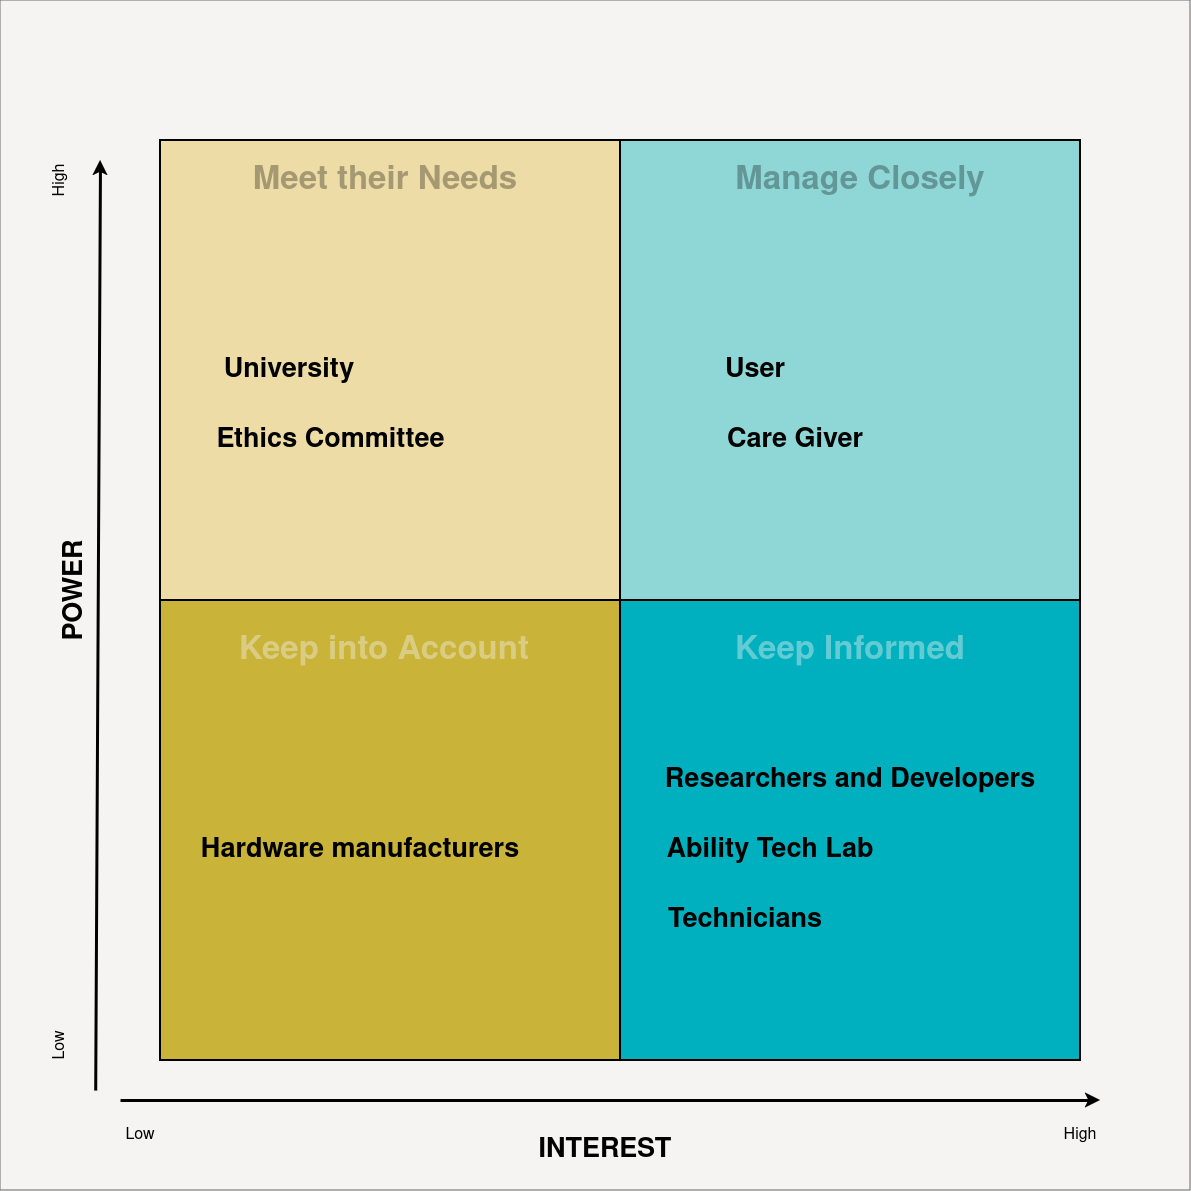 High
Meet their Needs
Manage Closely
University
User
Ethics Committee
Care Giver
POWER
Keep into Account
Keep Informed
Researchers and Developers
Hardware manufacturers
Ability Tech Lab
Technicians
Low
Low
High
INTEREST